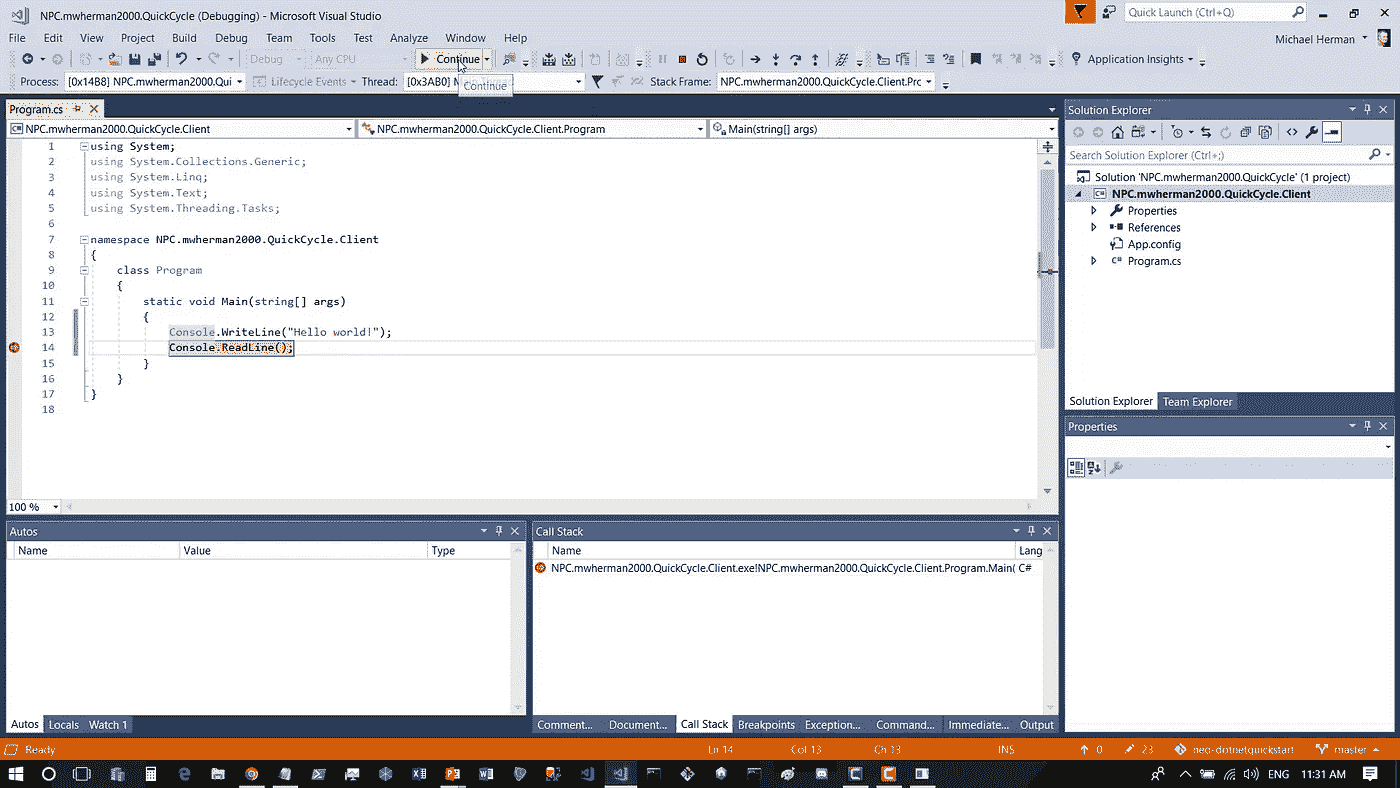 NPC.mwherman2000.QuickCycle (Debugging) - Microsoft Visual Studio
Quick Launch (Ctrl+Q)
File Edit View Project Build Debug Team Tools Test Analyze Window Help
Michael Herman
Debug Any CPU Continue Application Insights
Process: [0x14B8] NPC.mwherman2000.Qui Lifecycle Events Thread: [0x3AB0] Stack Frame: NPC.mwherman2000.QuickCycle.Client.Prc
Continue
Program.cs
NPC.mwherman2000.QuickCycle.Client NPC.mwherman2000.QuickCycle.Client.Program Main(string[] args)
1 using System;
2 using System.Collections.Generic;
3 using System.Linq;
4 using System.Text;
5 using System.Threading.Tasks;
6
7 namespace NPC.mwherman2000.QuickCycle.Client
8 {
9 class Program
10 {
11 static void Main(string[] args)
12 {
13 Console.WriteLine("Hello world!");
14 Console.ReadLine();
15 }
16 }
17 }
18
100 %
Solution Explorer
Search Solution Explorer (Ctrl+;)
Solution 'NPC.mwherman2000.QuickCycle' (1 project)
NPC.mwherman2000.QuickCycle.Client
Properties
References
App.config
C# Program.cs
Solution Explorer Team Explorer
Properties
Autos
Name Value Type
Autos Locals Watch 1
Call Stack
Name Lang
NPC.mwherman2000.QuickCycle.Client.exe!NPC.mwherman2000.QuickCycle.Client.Program.Main( C#
Comment... Document... Call Stack Breakpoints Exception... Command... Immediate... Output
Ready Ln 14 Col 13 Ch 13 INS 0 23 neo-dotnetquickstart master
ENG 11:31 AM